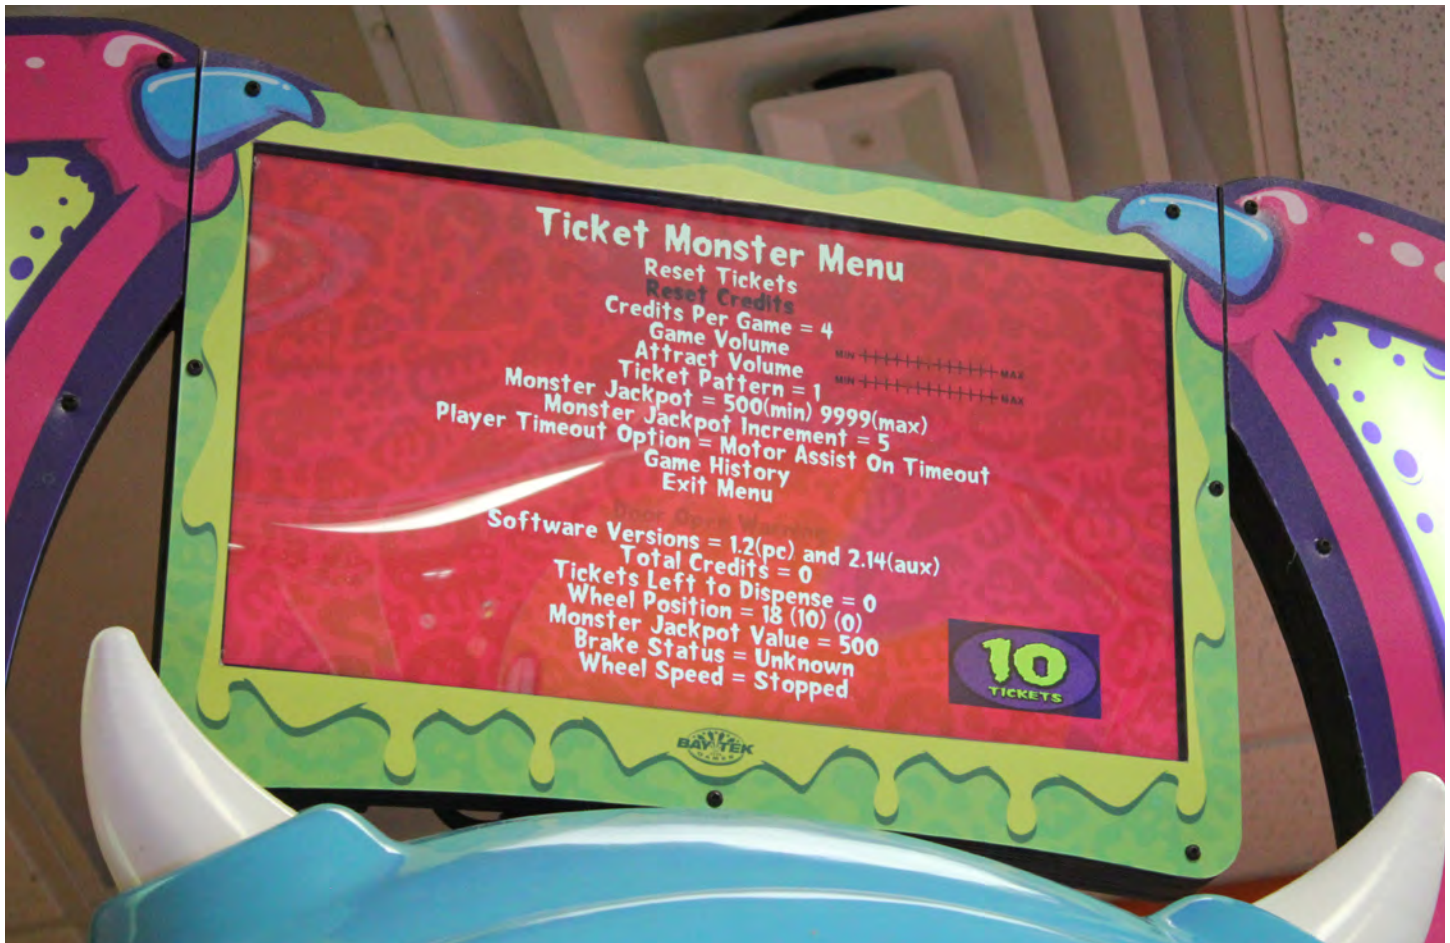 Ticket Monster Menu
Reset Tickets
Reset Credits
Credits Per Game = 4
Game Volume MIN MAX
Attract Volume MIN MAX
Ticket Pattern = 1
Monster Jackpot = 500(min) 9999(max)
Monster Jackpot Increment = 5
Player Timeout Option = Motor Assist On Timeout
Game History
Exit Menu
Door Open Warning
Software Versions = 1.2(pc) and 2.14(aux)
Total Credits = 0
Tickets Left to Dispense = 0
Wheel Position = 18 (10) (0)
Monster Jackpot Value = 500
Brake Status = Unknown
Wheel Speed = Stopped
10
TICKETS
BAY TEK
GAMES